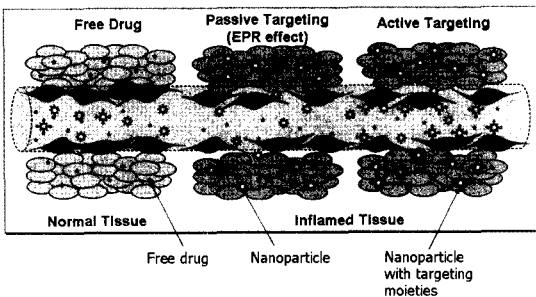 Free Drug
Passive Targeting
(EPR effect)
Active Targeting
Normal Tissue
Inflamed Tissue
Free drug
Nanoparticle
Nanoparticle
with targeting
moieties